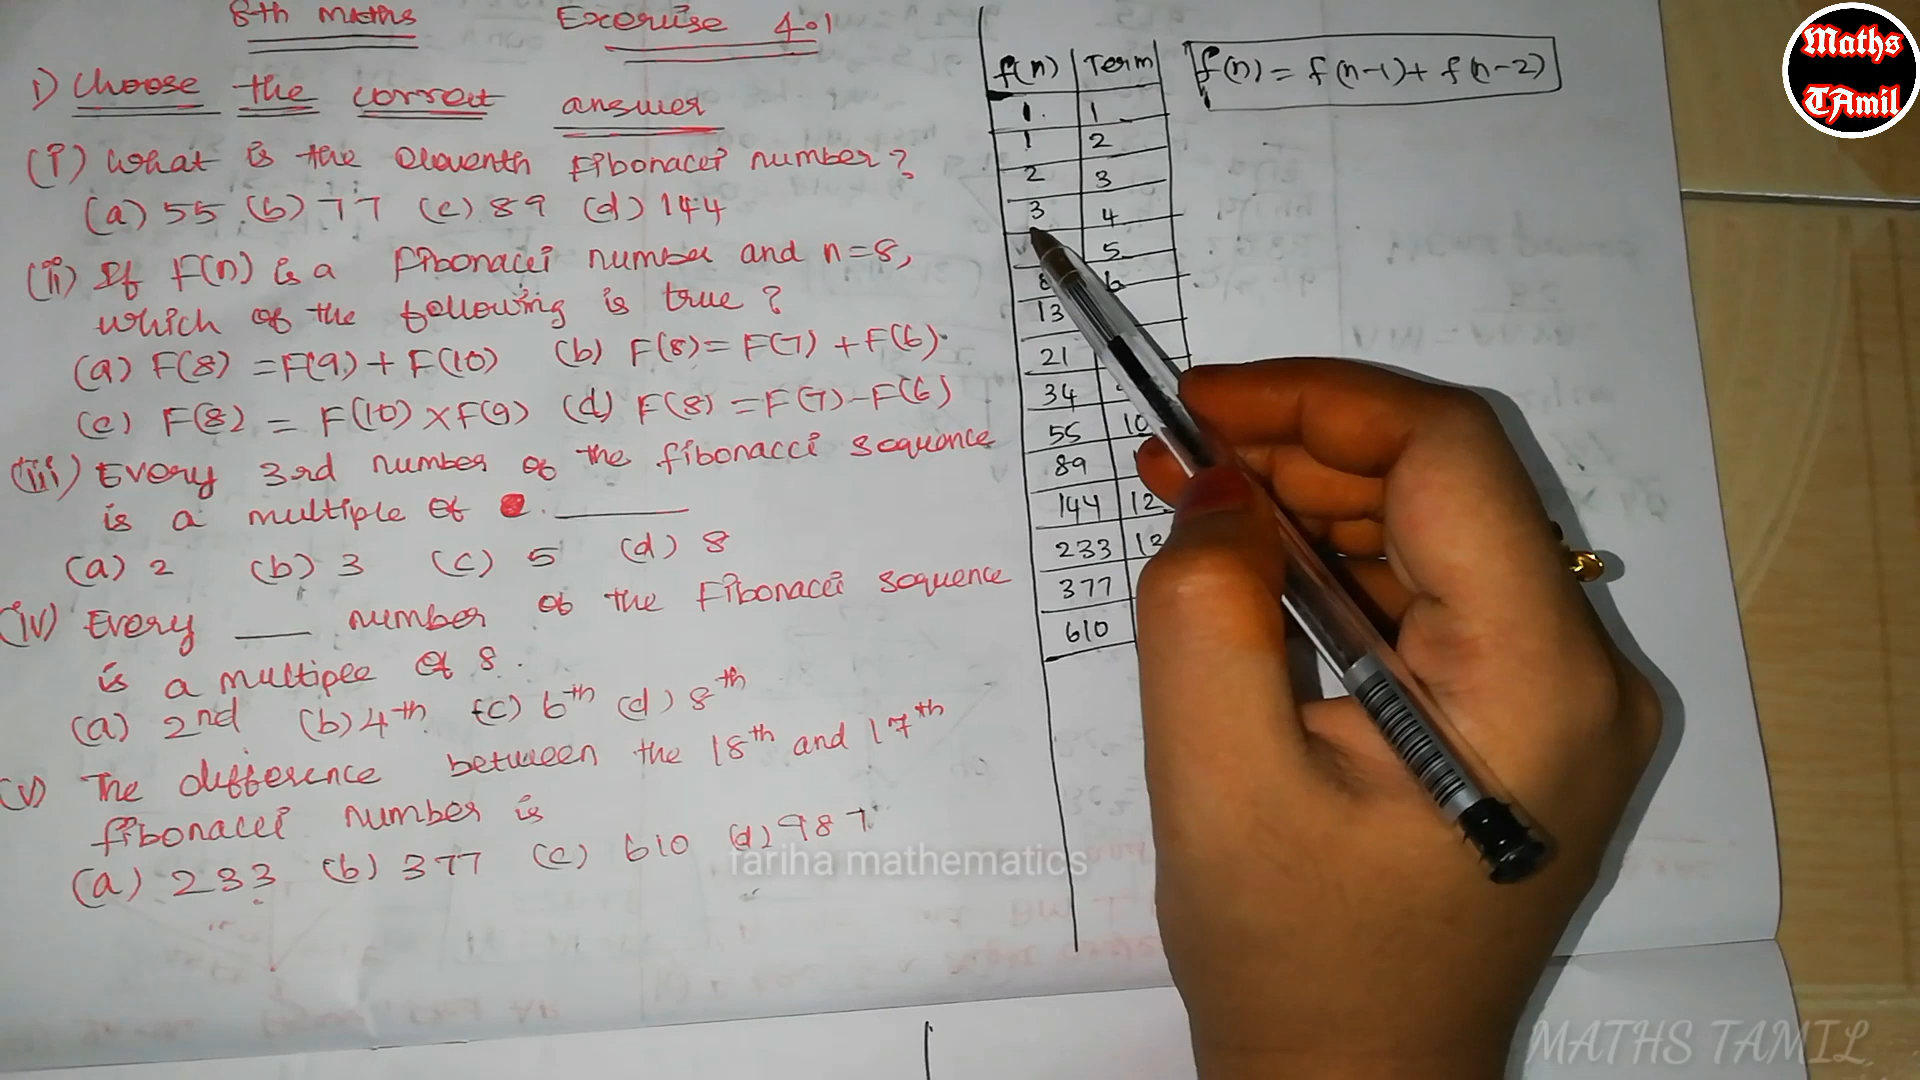 8th maths Exercise 4.1
1) Choose the correct answer
(i) What is the eleventh Fibonacci number?
(a) 55 (b) 77 (c) 89 (d) 144
(ii) If F(n) is a Fibonacci number and n=8,
which of the following is true?
(a) F(8) = F(9) + F(10) (b) F(8) = F(7) + F(6)
(c) F(8) = F(10) × F(9) (d) F(8) = F(7) - F(6)
(iii) Every 3rd number of the fibonacci sequence
is a multiple of ______
(a) 2 (b) 3 (c) 5 (d) 8
(iv) Every ___ number of the Fibonacci sequence
is a multiple of 8.
(a) 2nd (b) 4th (c) 6th (d) 8th
(v) The difference between the 18th and 17th
fibonacci number is
(a) 233 (b) 377 (c) 610 (d) 987
f(n) Term
1 1
1 2
2 3
3 4
5
8 6
13
21
34
55 10
89
144 12
233 12
377
610
f(n) = f(n-1) + f(n-2)
Maths
TAmil
fariha mathematics
MATHS TAMIL